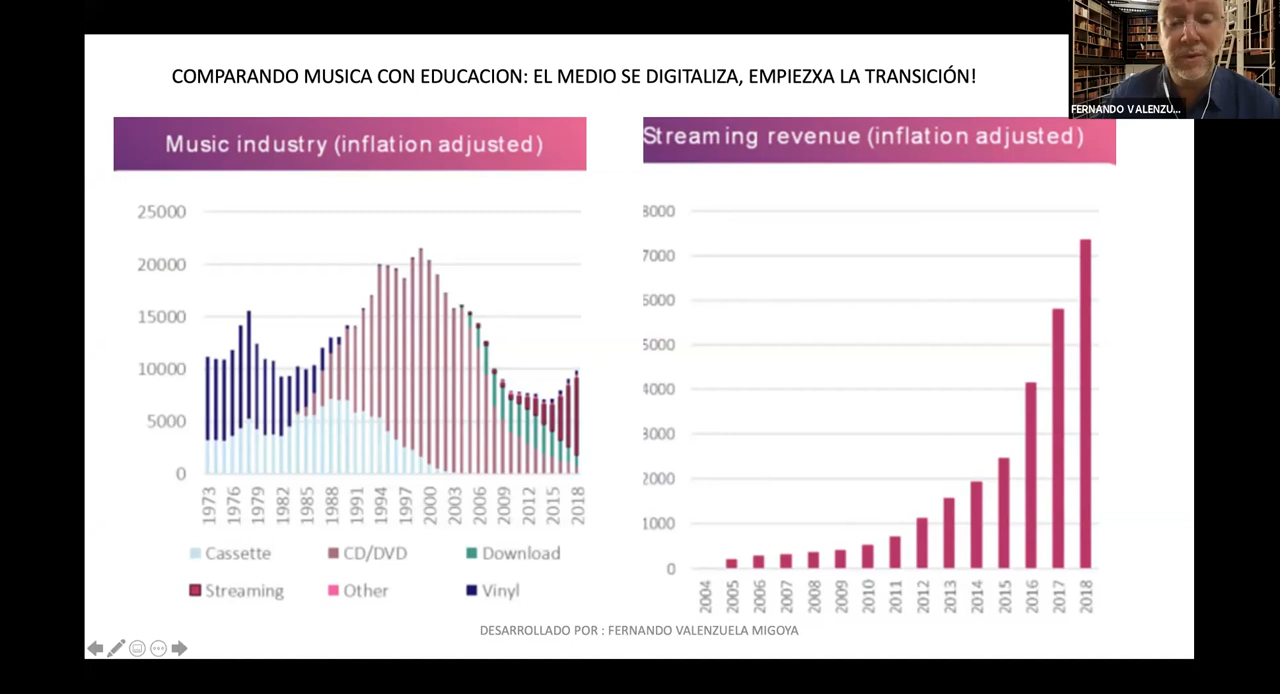 COMPARANDO MUSICA CON EDUCACION: EL MEDIO SE DIGITALIZA, EMPIEZXA LA TRANSICIÓN!
FERNANDO VALENZU...
Music industry (inflation adjusted)
25000
20000
15000
10000
5000
0
1973 1976 1979 1982 1985 1988 1991 1994 1997 2000 2003 2006 2009 2012 2015 2018
Cassette CD/DVD Download
Streaming Other Vinyl
Streaming revenue (inflation adjusted)
8000
7000
6000
5000
4000
3000
2000
1000
0
2004 2005 2006 2007 2008 2009 2010 2011 2012 2013 2014 2015 2016 2017 2018
DESARROLLADO POR : FERNANDO VALENZUELA MIGOYA